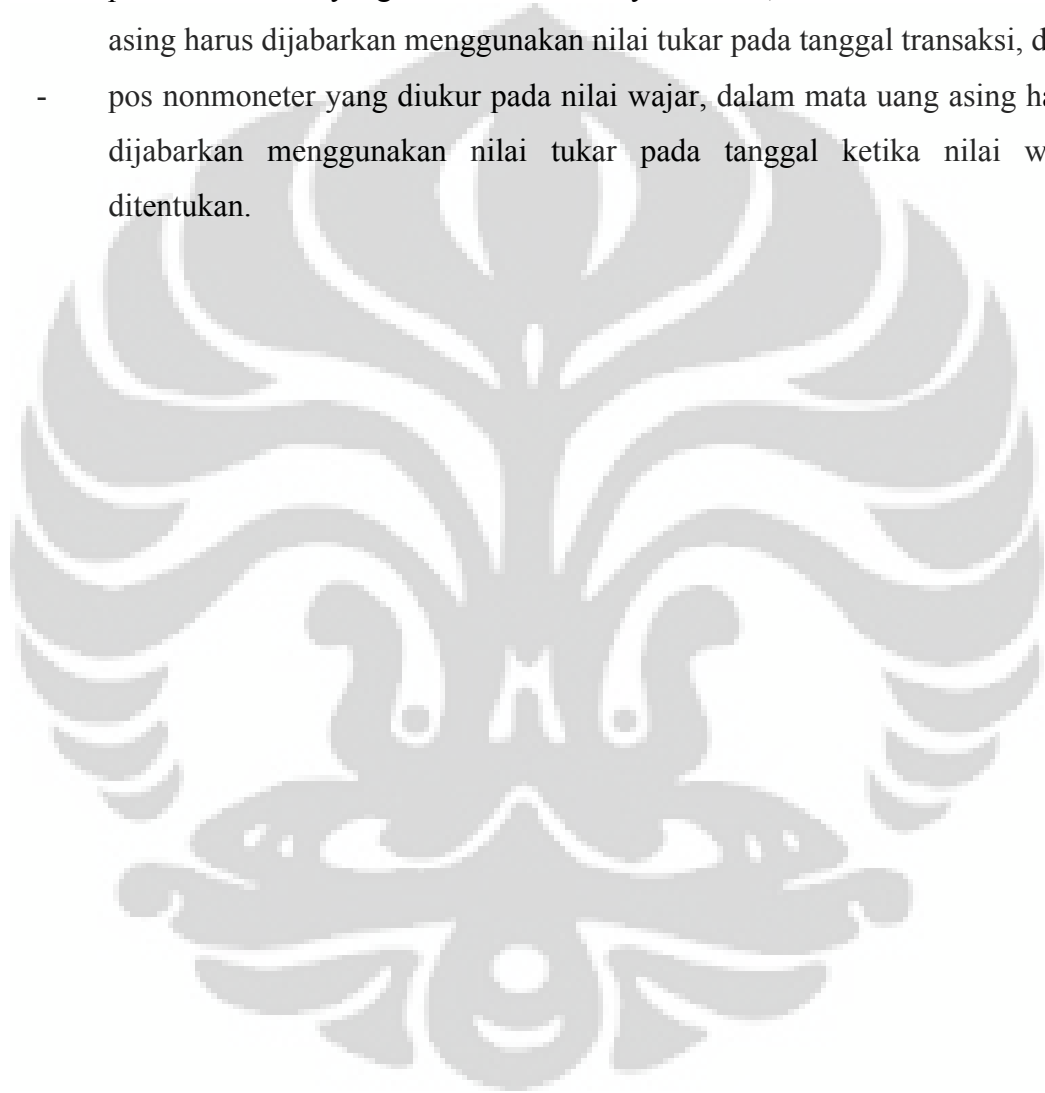 asing harus dijabarkan menggunakan nilai tukar pada tanggal transaksi, d
- pos nonmoneter yang diukur pada nilai wajar, dalam mata uang asing ha
dijabarkan menggunakan nilai tukar pada tanggal ketika nilai w
ditentukan.